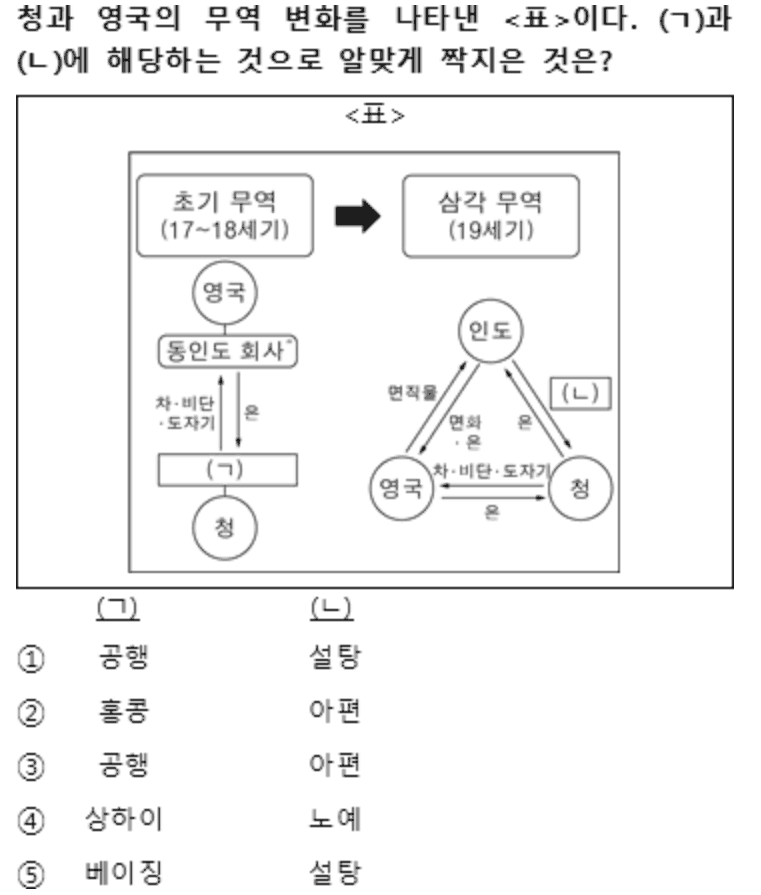 청과 영국의 무역 변화를 나타낸 <표>이다. (ㄱ)과
(ㄴ)에 해당하는 것으로 알맞게 짝지은 것은?
<표>
초기 무역
(17~18세기)
삼각 무역
(19세기)
영국
동인도 회사*
차·비단
·도자기
은
(ㄱ)
청
인도
면직물
면화
·은
은
(ㄴ)
영국
차·비단·도자기
은
청
(ㄱ) (ㄴ)
① 공행 설탕
② 홍콩 아편
③ 공행 아편
④ 상하이 노예
⑤ 베이징 설탕